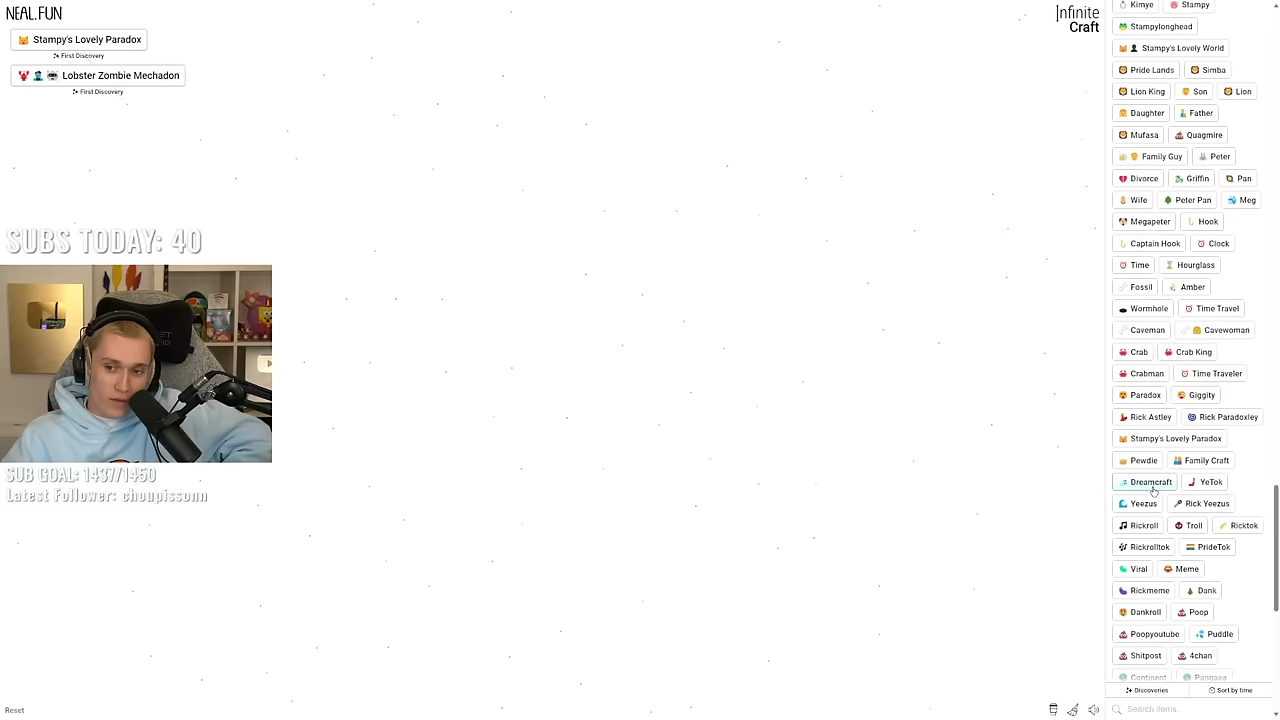 NEAL.FUN
Infinite
Craft
Stampy's Lovely Paradox
First Discovery
Lobster Zombie Mechadon
First Discovery
SUBS TODAY: 40
SUB GOAL: 1437/1450
Latest Follower: choupissonn
Reset
Kimye Stampy
Stampylonghead
Stampy's Lovely World
Pride Lands Simba
Lion King Son Lion
Daughter Father
Mufasa Quagmire
Family Guy Peter
Divorce Griffin Pan
Wife Peter Pan Meg
Megapeter Hook
Captain Hook Clock
Time Hourglass
Fossil Amber
Wormhole Time Travel
Caveman Cavewoman
Crab Crab King
Crabman Time Traveler
Paradox Giggity
Rick Astley Rick Paradoxley
Stampy's Lovely Paradox
Pewdie Family Craft
Dreamcraft YeTok
Yeezus Rick Yeezus
Rickroll Troll Ricktok
Rickrolltok PrideTok
Viral Meme
Rickmeme Dank
Dankroll Poop
Poopyoutube Puddle
Shitpost 4chan
Continent Pangaea
Discoveries Sort by time
Search items...